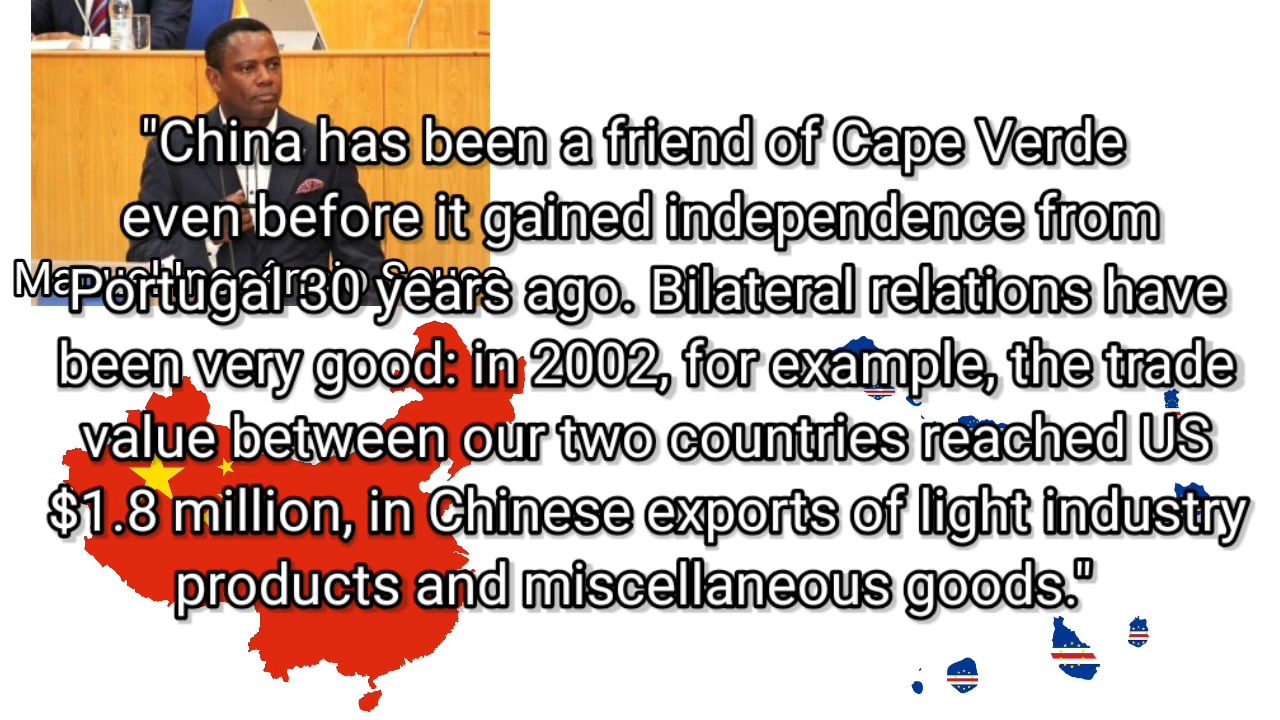 "China has been a friend of Cape Verde
even before it gained independence from
Portugal 30 years ago. Bilateral relations have
been very good: in 2002, for example, the trade
value between our two countries reached US
$1.8 million, in Chinese exports of light industry
products and miscellaneous goods."
Inocêncio Sousa